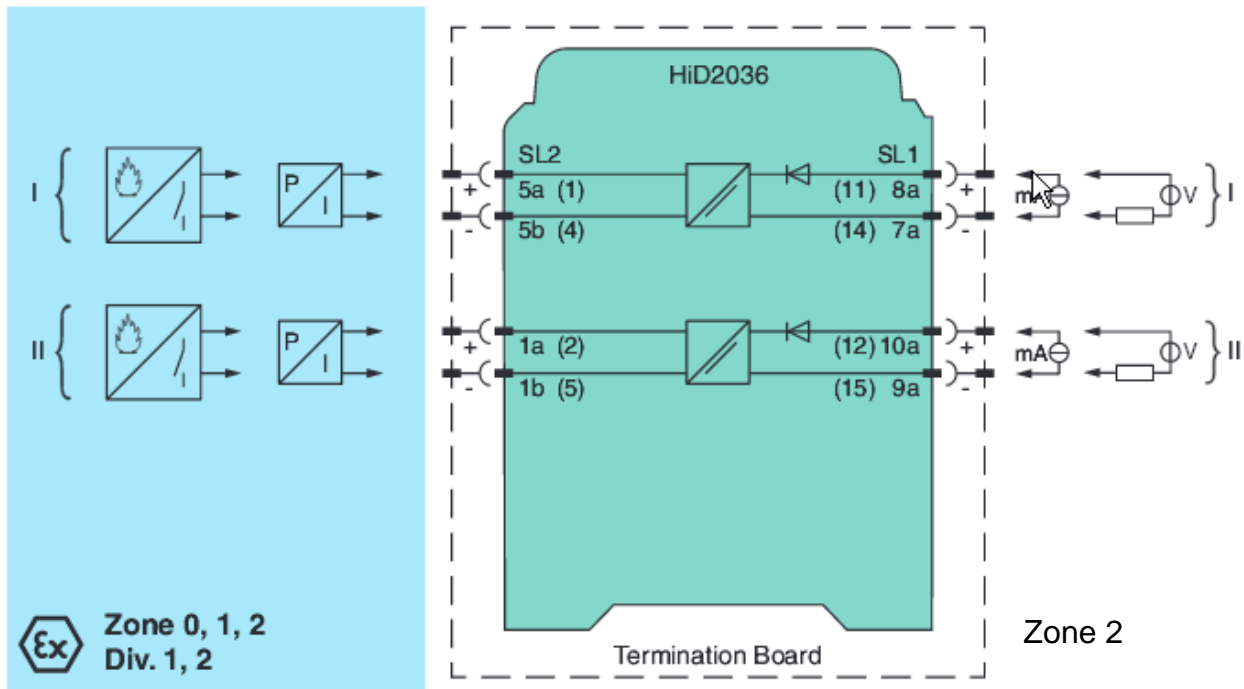 HiD2036
SL2
SL1
I
P
I
+
5a (1)
(11) 8a
+
mA
V
I
-
5b (4)
(14) 7a
-
II
P
I
+
1a (2)
(12) 10a
+
mA
V
II
-
1b (5)
(15) 9a
-
Ex
Zone 0, 1, 2
Div. 1, 2
Termination Board
Zone 2